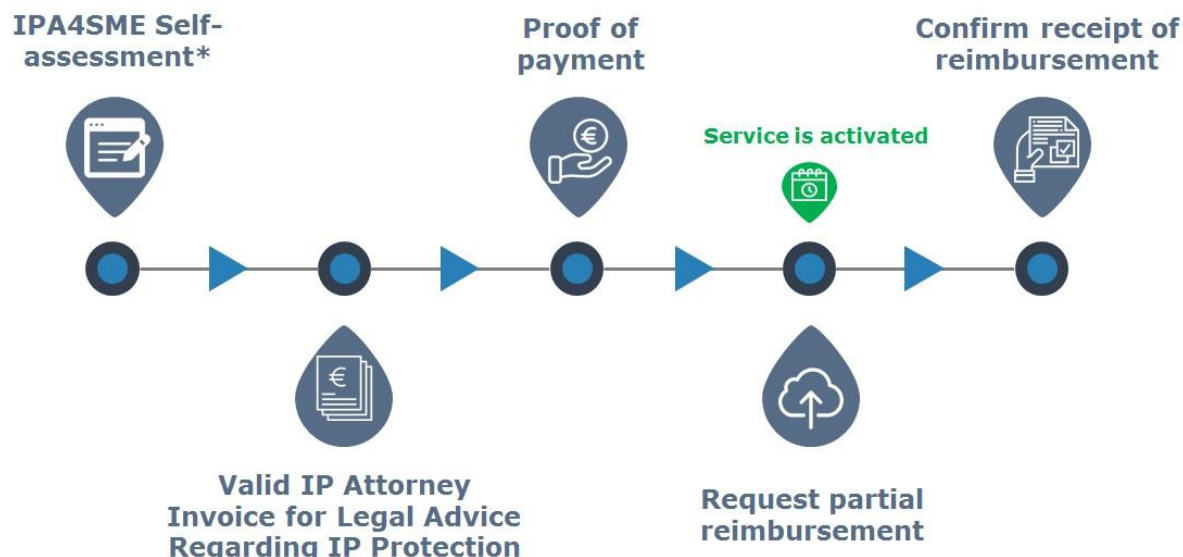 IPA4SME Self-
assessment*
Proof of
payment
Confirm receipt of
reimbursement
Service is activated
€
€
Valid IP Attorney
Invoice for Legal Advice
Regarding IP Protection
Request partial
reimbursement